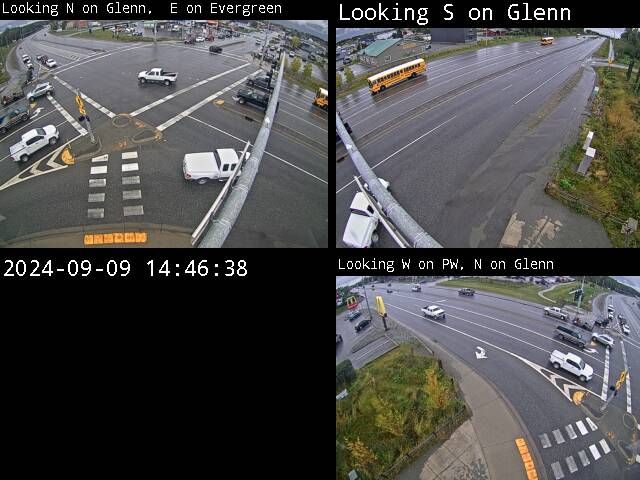 Looking N on Glenn,  E on Evergreen
Looking S on Glenn
2024-09-09 14:46:38
Looking W on PW, N on Glenn